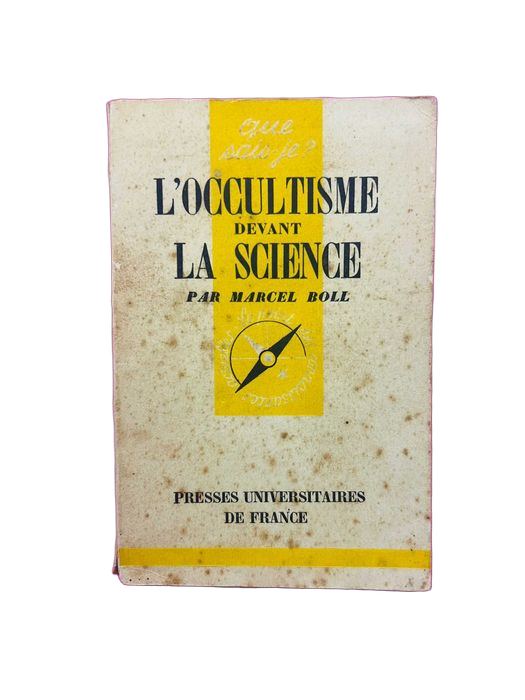 que
sais-je?
L'OCCULTISME
DEVANT
LA SCIENCE
PAR MARCEL BOLL
PRESSES UNIVERSITAIRES
DE FRANCE